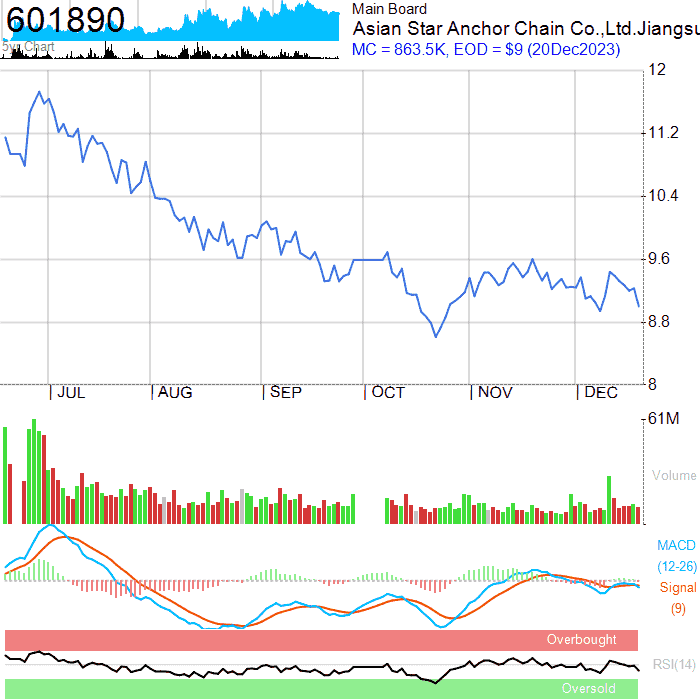 601890
5yr Chart
Main Board
Asian Star Anchor Chain Co.,Ltd.Jiangsu
MC = 863.5K, EOD = $9 (20Dec2023)
12
11.2
10.4
9.6
8.8
8
JUL
AUG
SEP
OCT
NOV
DEC
61M
Volume
MACD
(12-26)
Signal
(9)
Overbought
RSI(14)
Oversold